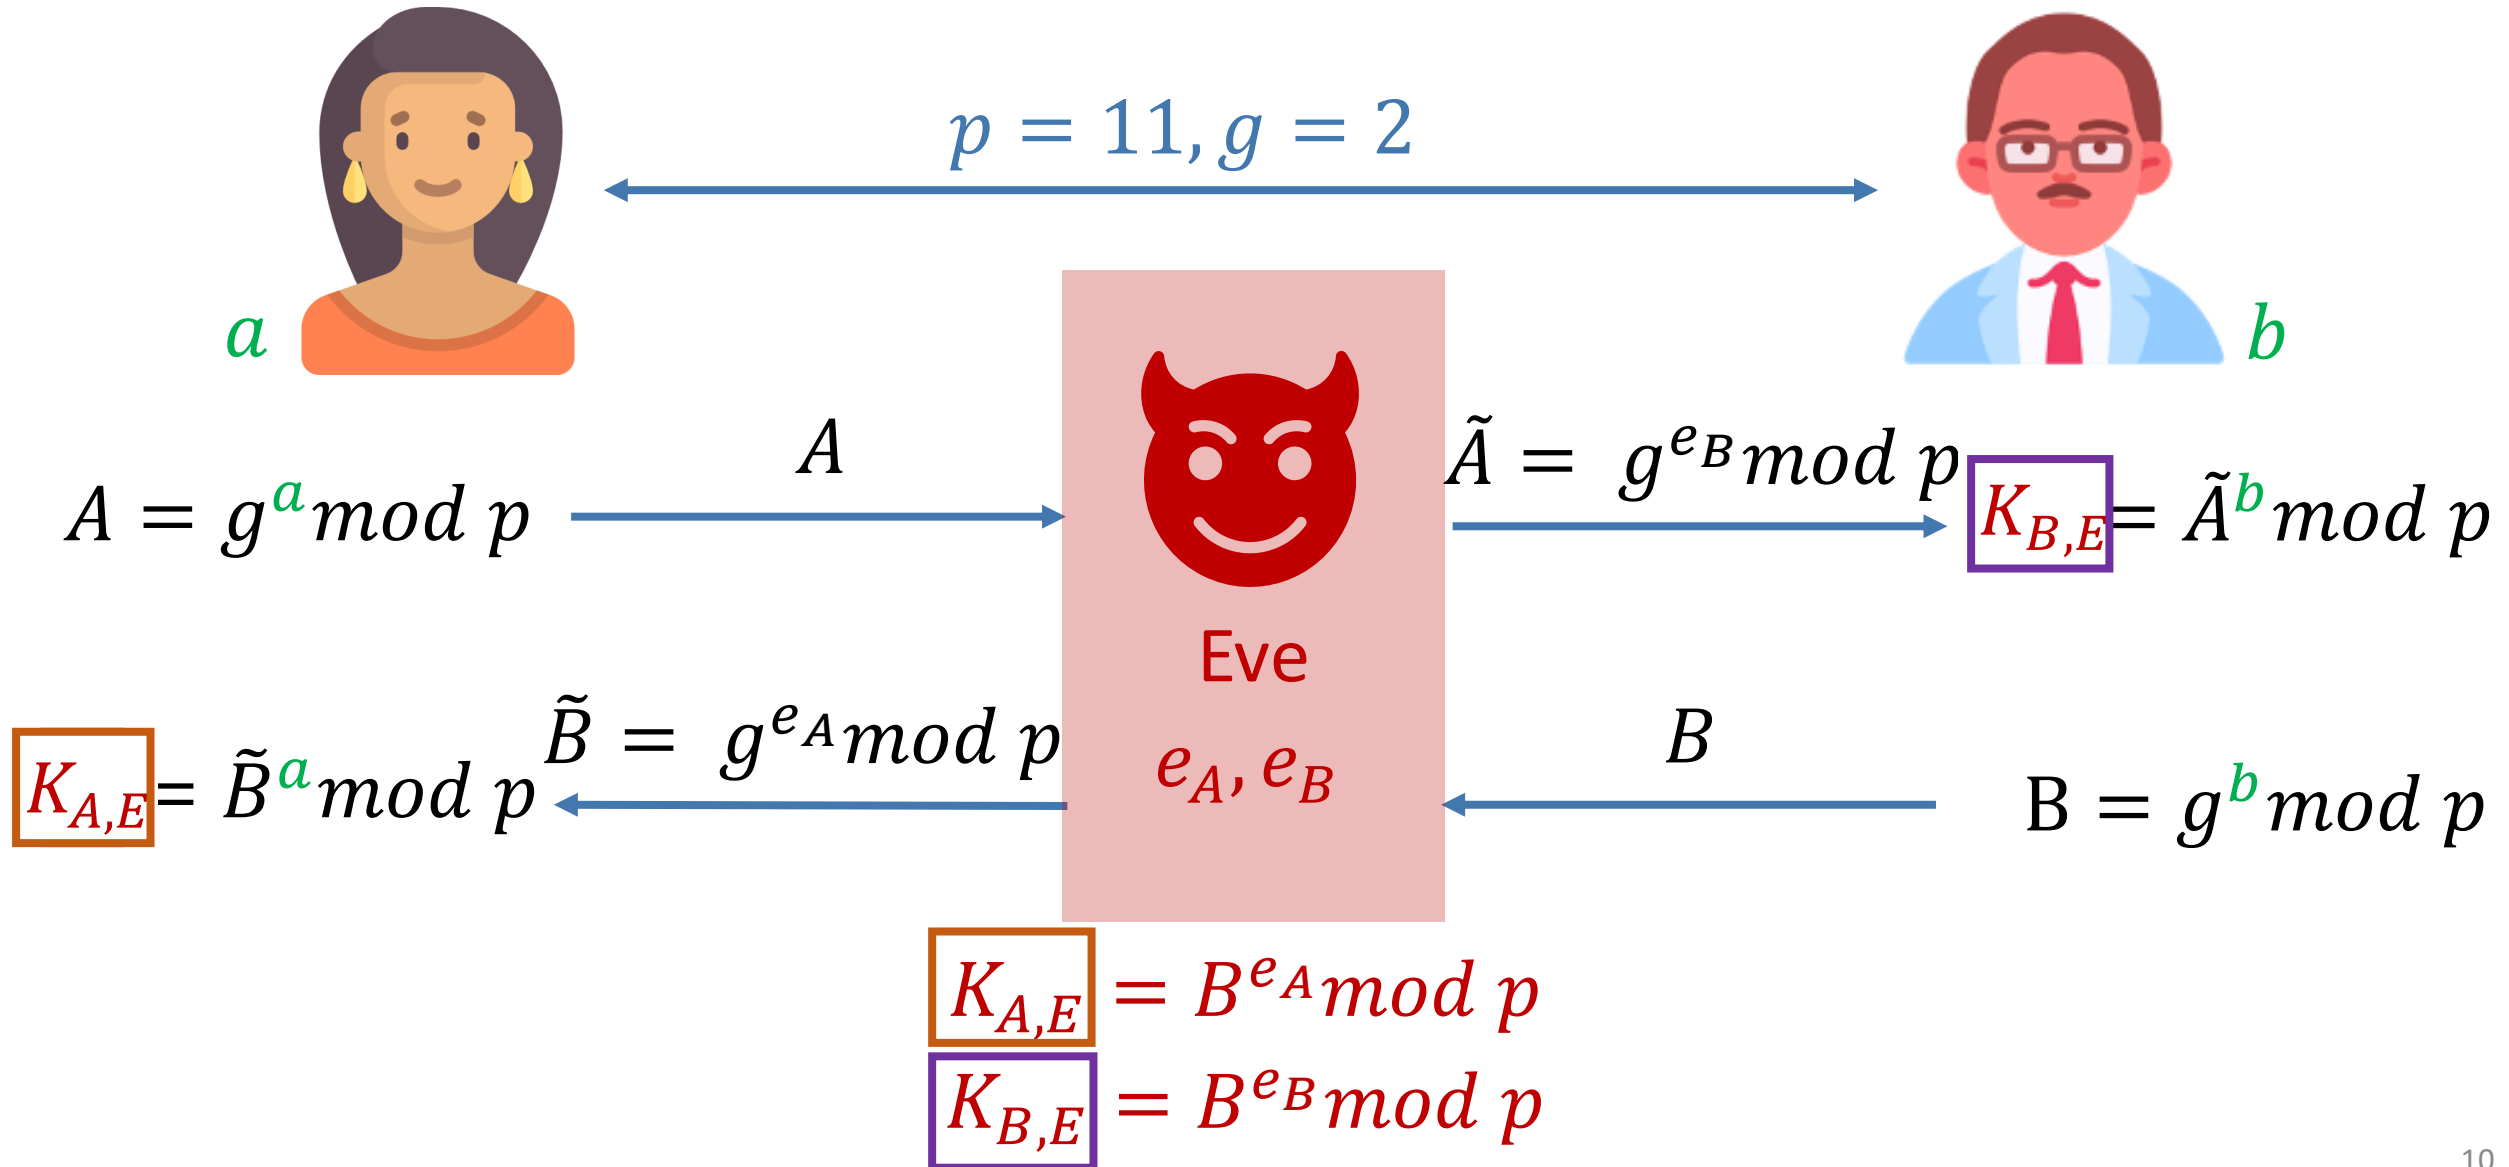 p = 11, g = 2
a
b
A
Ã = g^{e_B} mod p
A = g^a mod p
K_{B,E} = Ã^b mod p
Eve
B̃ = g^{e_A} mod p
e_A, e_B
B
K_{A,E} = B̃^a mod p
B = g^b mod p
K_{A,E} = B^{e_A} mod p
K_{B,E} = B^{e_B} mod p
10